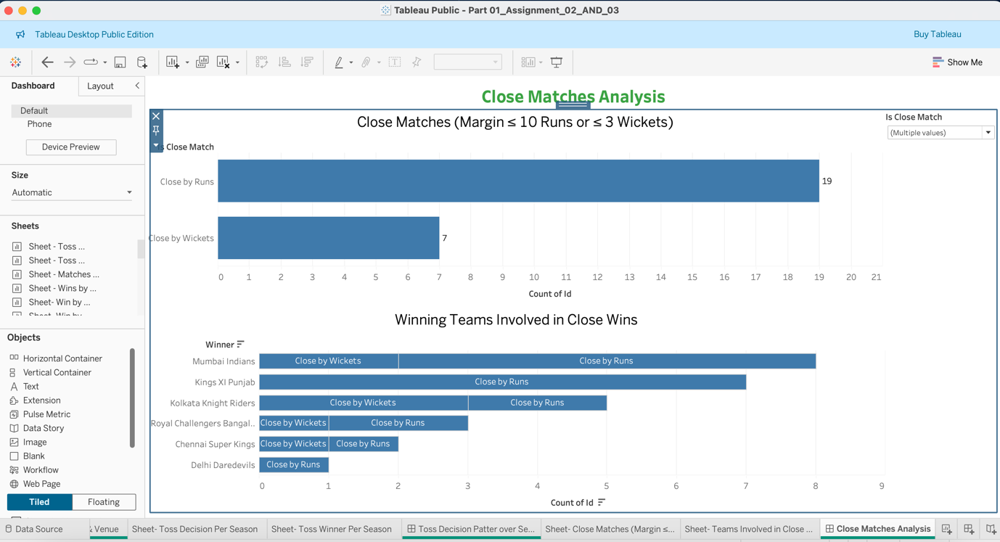 Tableau Public - Part 01_Assignment_02_AND_03
Tableau Desktop Public Edition
Buy Tableau
Show Me
Dashboard
Layout
Default
Phone
Device Preview
Size
Automatic
Sheets
Sheet - Toss ...
Sheet - Toss ...
Sheet - Matches ...
Sheet - Wins by ...
Sheet- Win by ...
Objects
Horizontal Container
Vertical Container
Text
Extension
Pulse Metric
Data Story
Image
Blank
Workflow
Web Page
Tiled
Floating
Close Matches Analysis
Close Matches (Margin ≤ 10 Runs or ≤ 3 Wickets)
Is Close Match
(Multiple values)
Is Close Match
Close by Runs
19
Close by Wickets
7
0 1 2 3 4 5 6 7 8 9 10 11 12 13 14 15 16 17 18 19 20 21
Count of Id
Winning Teams Involved in Close Wins
Winner
Mumbai Indians Close by Wickets Close by Runs
Kings XI Punjab Close by Runs
Kolkata Knight Riders Close by Wickets Close by Runs
Royal Challengers Bangal.. Close by Wickets Close by Runs
Chennai Super Kings Close by Wickets Close by Runs
Delhi Daredevils Close by Runs
0 1 2 3 4 5 6 7 8 9
Count of Id
Data Source
& Venue
Sheet- Toss Decision Per Season
Sheet- Toss Winner Per Season
Toss Decision Patter over Se...
Sheet- Close Matches (Margin ≤...
Sheet- Teams Involved in Close ...
Close Matches Analysis